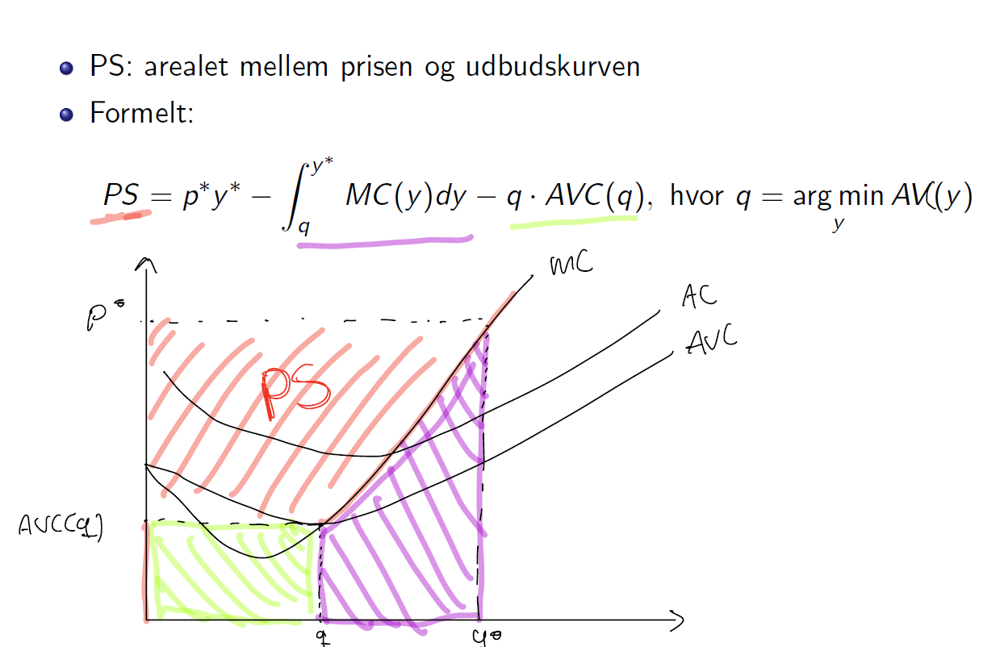 PS: arealet mellem prisen og udbudskurven
Formelt:
PS = p*y* − ∫_q^{y*} MC(y)dy − q · AVC(q), hvor q = arg min_y AVC(y)
MC
AC
P*
AVC
PS
AVC(q)
q
y*